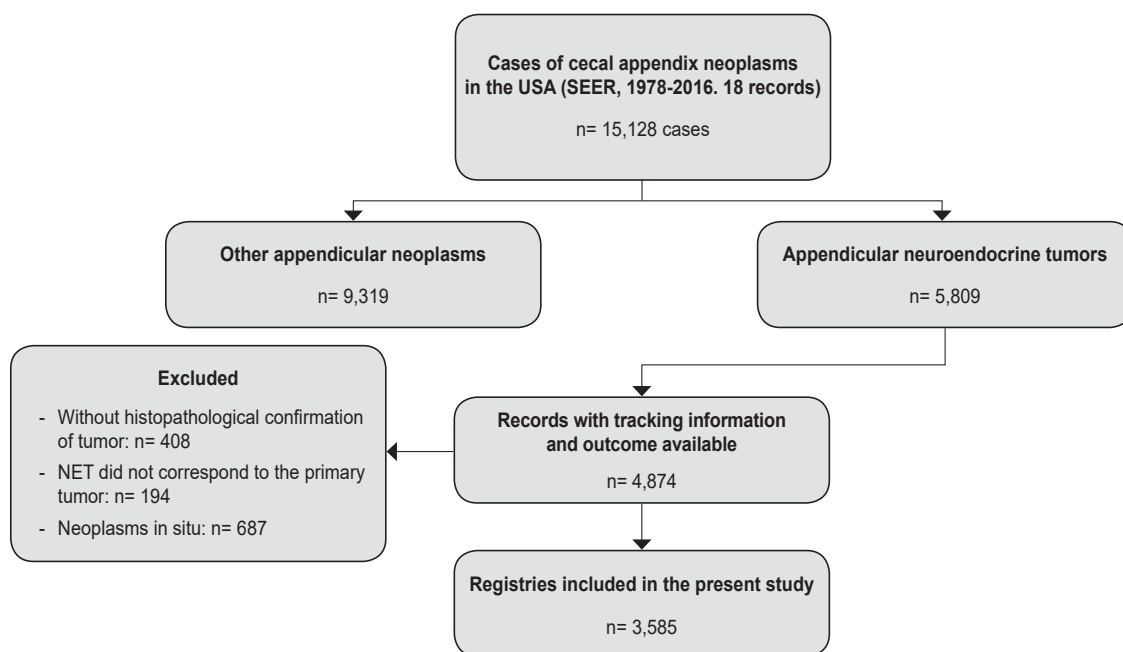 Cases of cecal appendix neoplasms
in the USA (SEER, 1978-2016. 18 records)
n= 15,128 cases
Other appendicular neoplasms
n= 9,319
Appendicular neuroendocrine tumors
n= 5,809
Excluded
- Without histopathological confirmation
of tumor: n= 408
- NET did not correspond to the primary
tumor: n= 194
- Neoplasms in situ: n= 687
Records with tracking information
and outcome available
n= 4,874
Registries included in the present study
n= 3,585